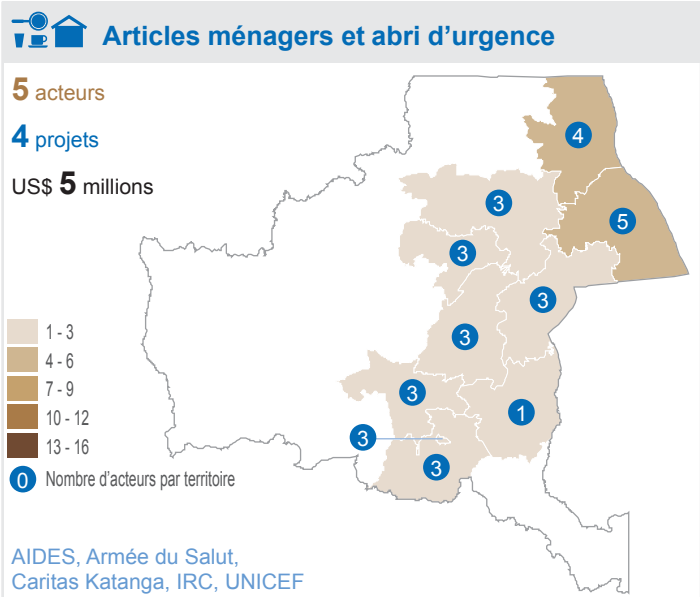 Articles ménagers et abri d’urgence
5 acteurs
4 projets
US$ 5 millions
4
3
5
3
3
3
3
1
3
3
1 - 3
4 - 6
7 - 9
10 - 12
13 - 16
0 Nombre d’acteurs par territoire
AIDES, Armée du Salut,
Caritas Katanga, IRC, UNICEF